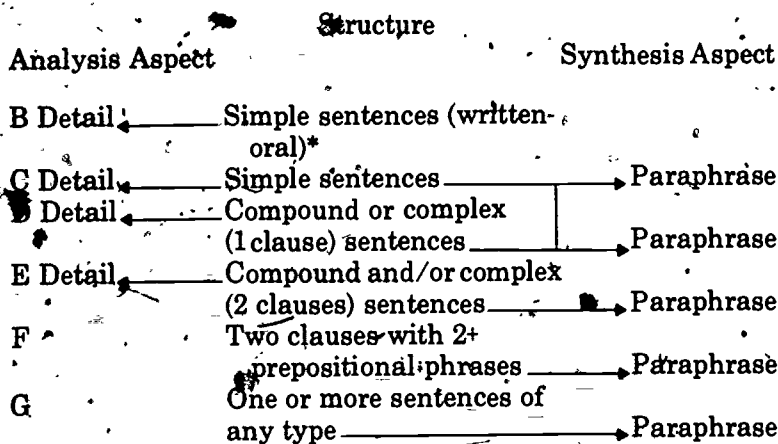 Structure
Analysis Aspect Synthesis Aspect
B Detail Simple sentences (written-
oral)*
C Detail Simple sentences Paraphrase
D Detail Compound or complex
(1 clause) sentences Paraphrase
E Detail Compound and/or complex
(2 clauses) sentences Paraphrase
F Two clauses with 2+
prepositional phrases Paraphrase
G One or more sentences of
any type Paraphrase